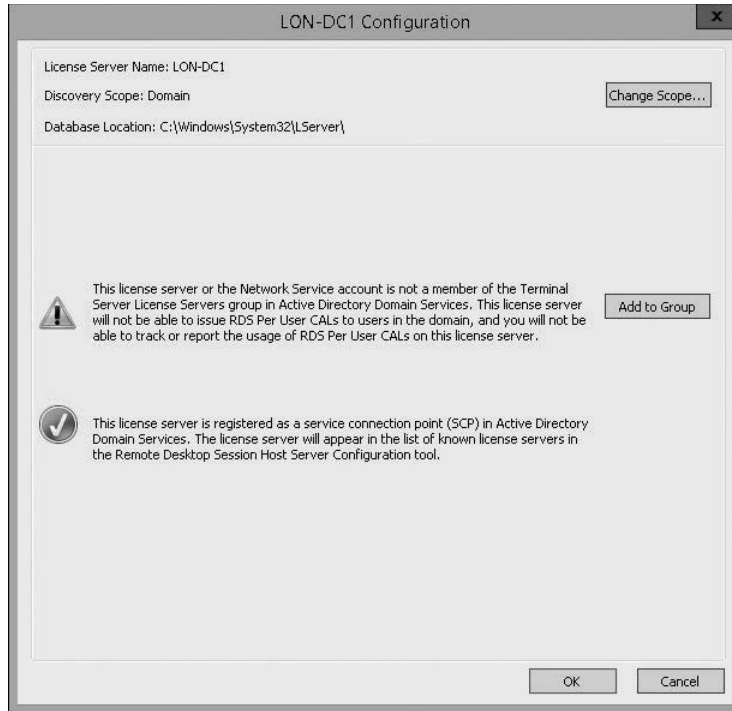 LON-DC1 Configuration
x
License Server Name: LON-DC1
Discovery Scope: Domain
Change Scope...
Database Location: C:\Windows\System32\LServer\
This license server or the Network Service account is not a member of the Terminal
Server License Servers group in Active Directory Domain Services. This license server
will not be able to issue RDS Per User CALs to users in the domain, and you will not be
able to track or report the usage of RDS Per User CALs on this license server.
Add to Group
This license server is registered as a service connection point (SCP) in Active Directory
Domain Services. The license server will appear in the list of known license servers in
the Remote Desktop Session Host Server Configuration tool.
OK
Cancel